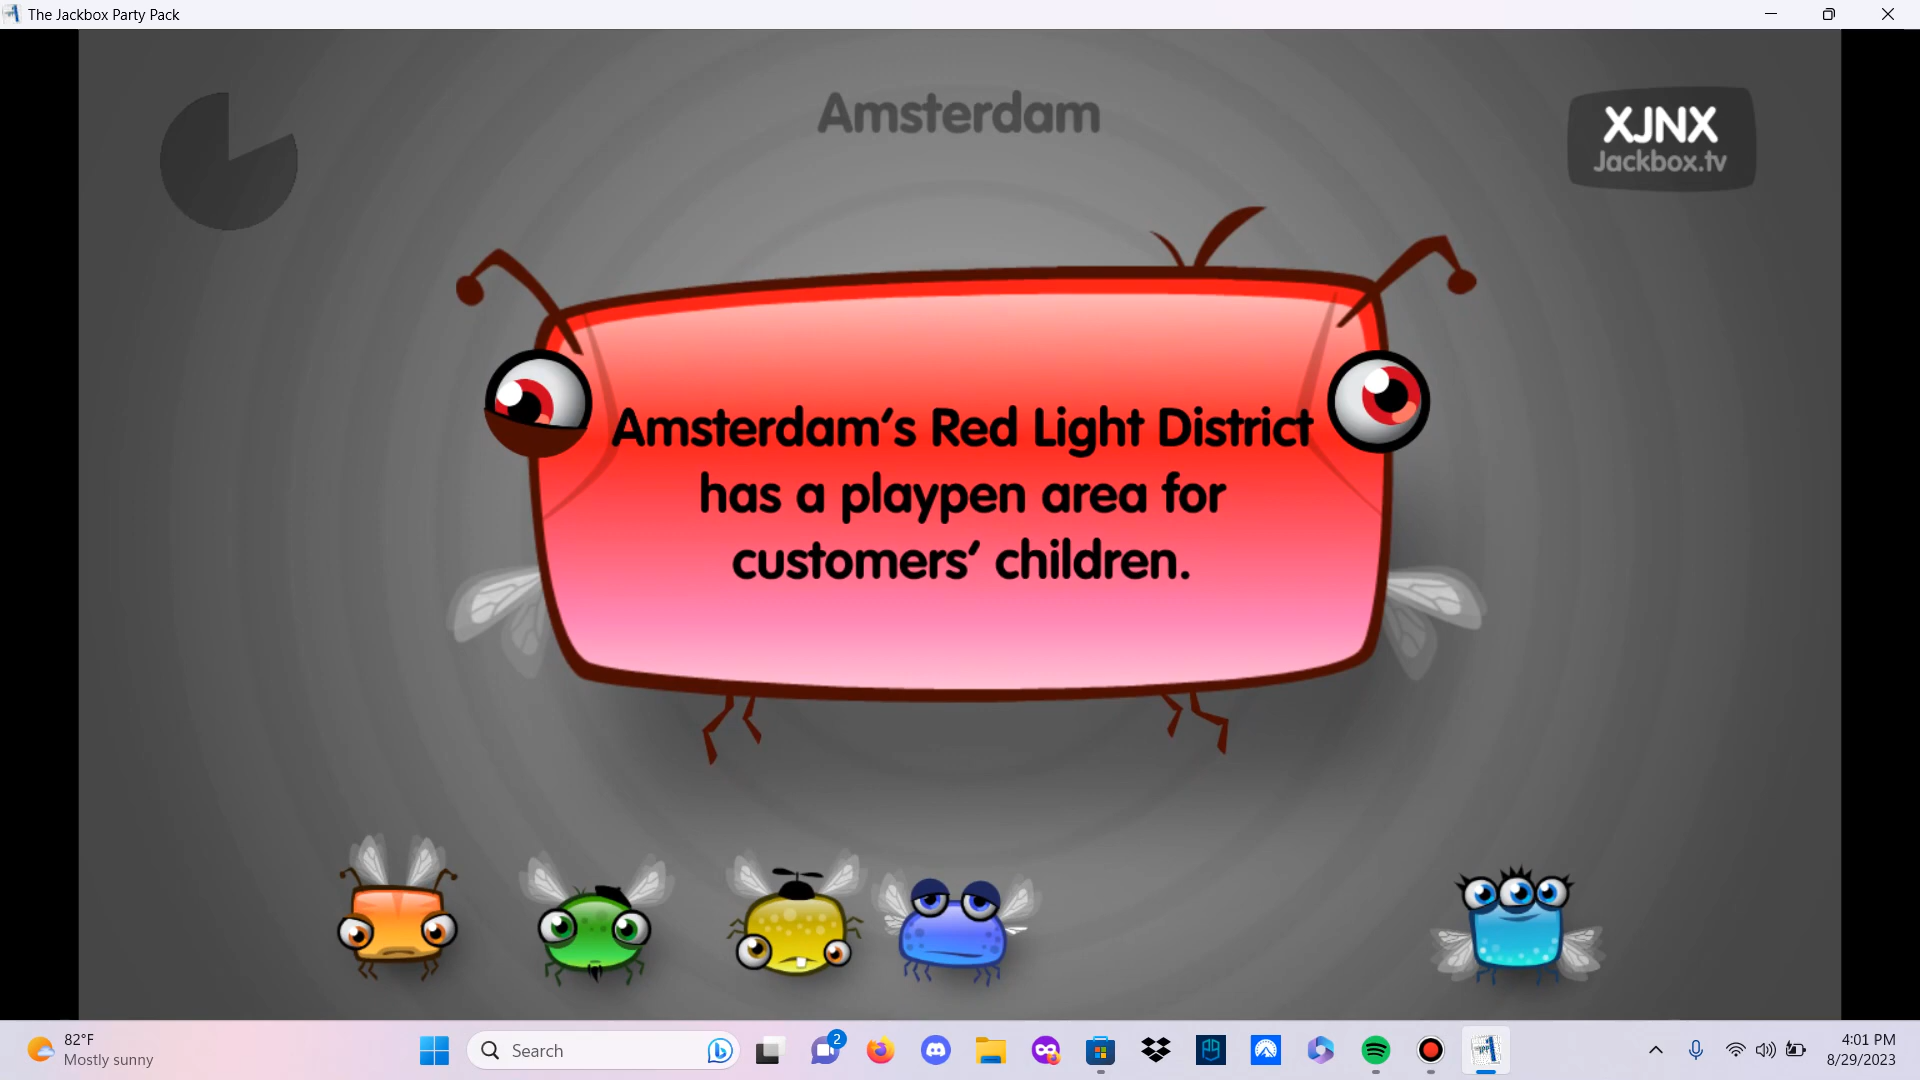 The Jackbox Party Pack
Amsterdam
XJNX
Jackbox.tv
Amsterdam's Red Light District
has a playpen area for
customers' children.
82°F
Mostly sunny
Search
2
4:01 PM
8/29/2023